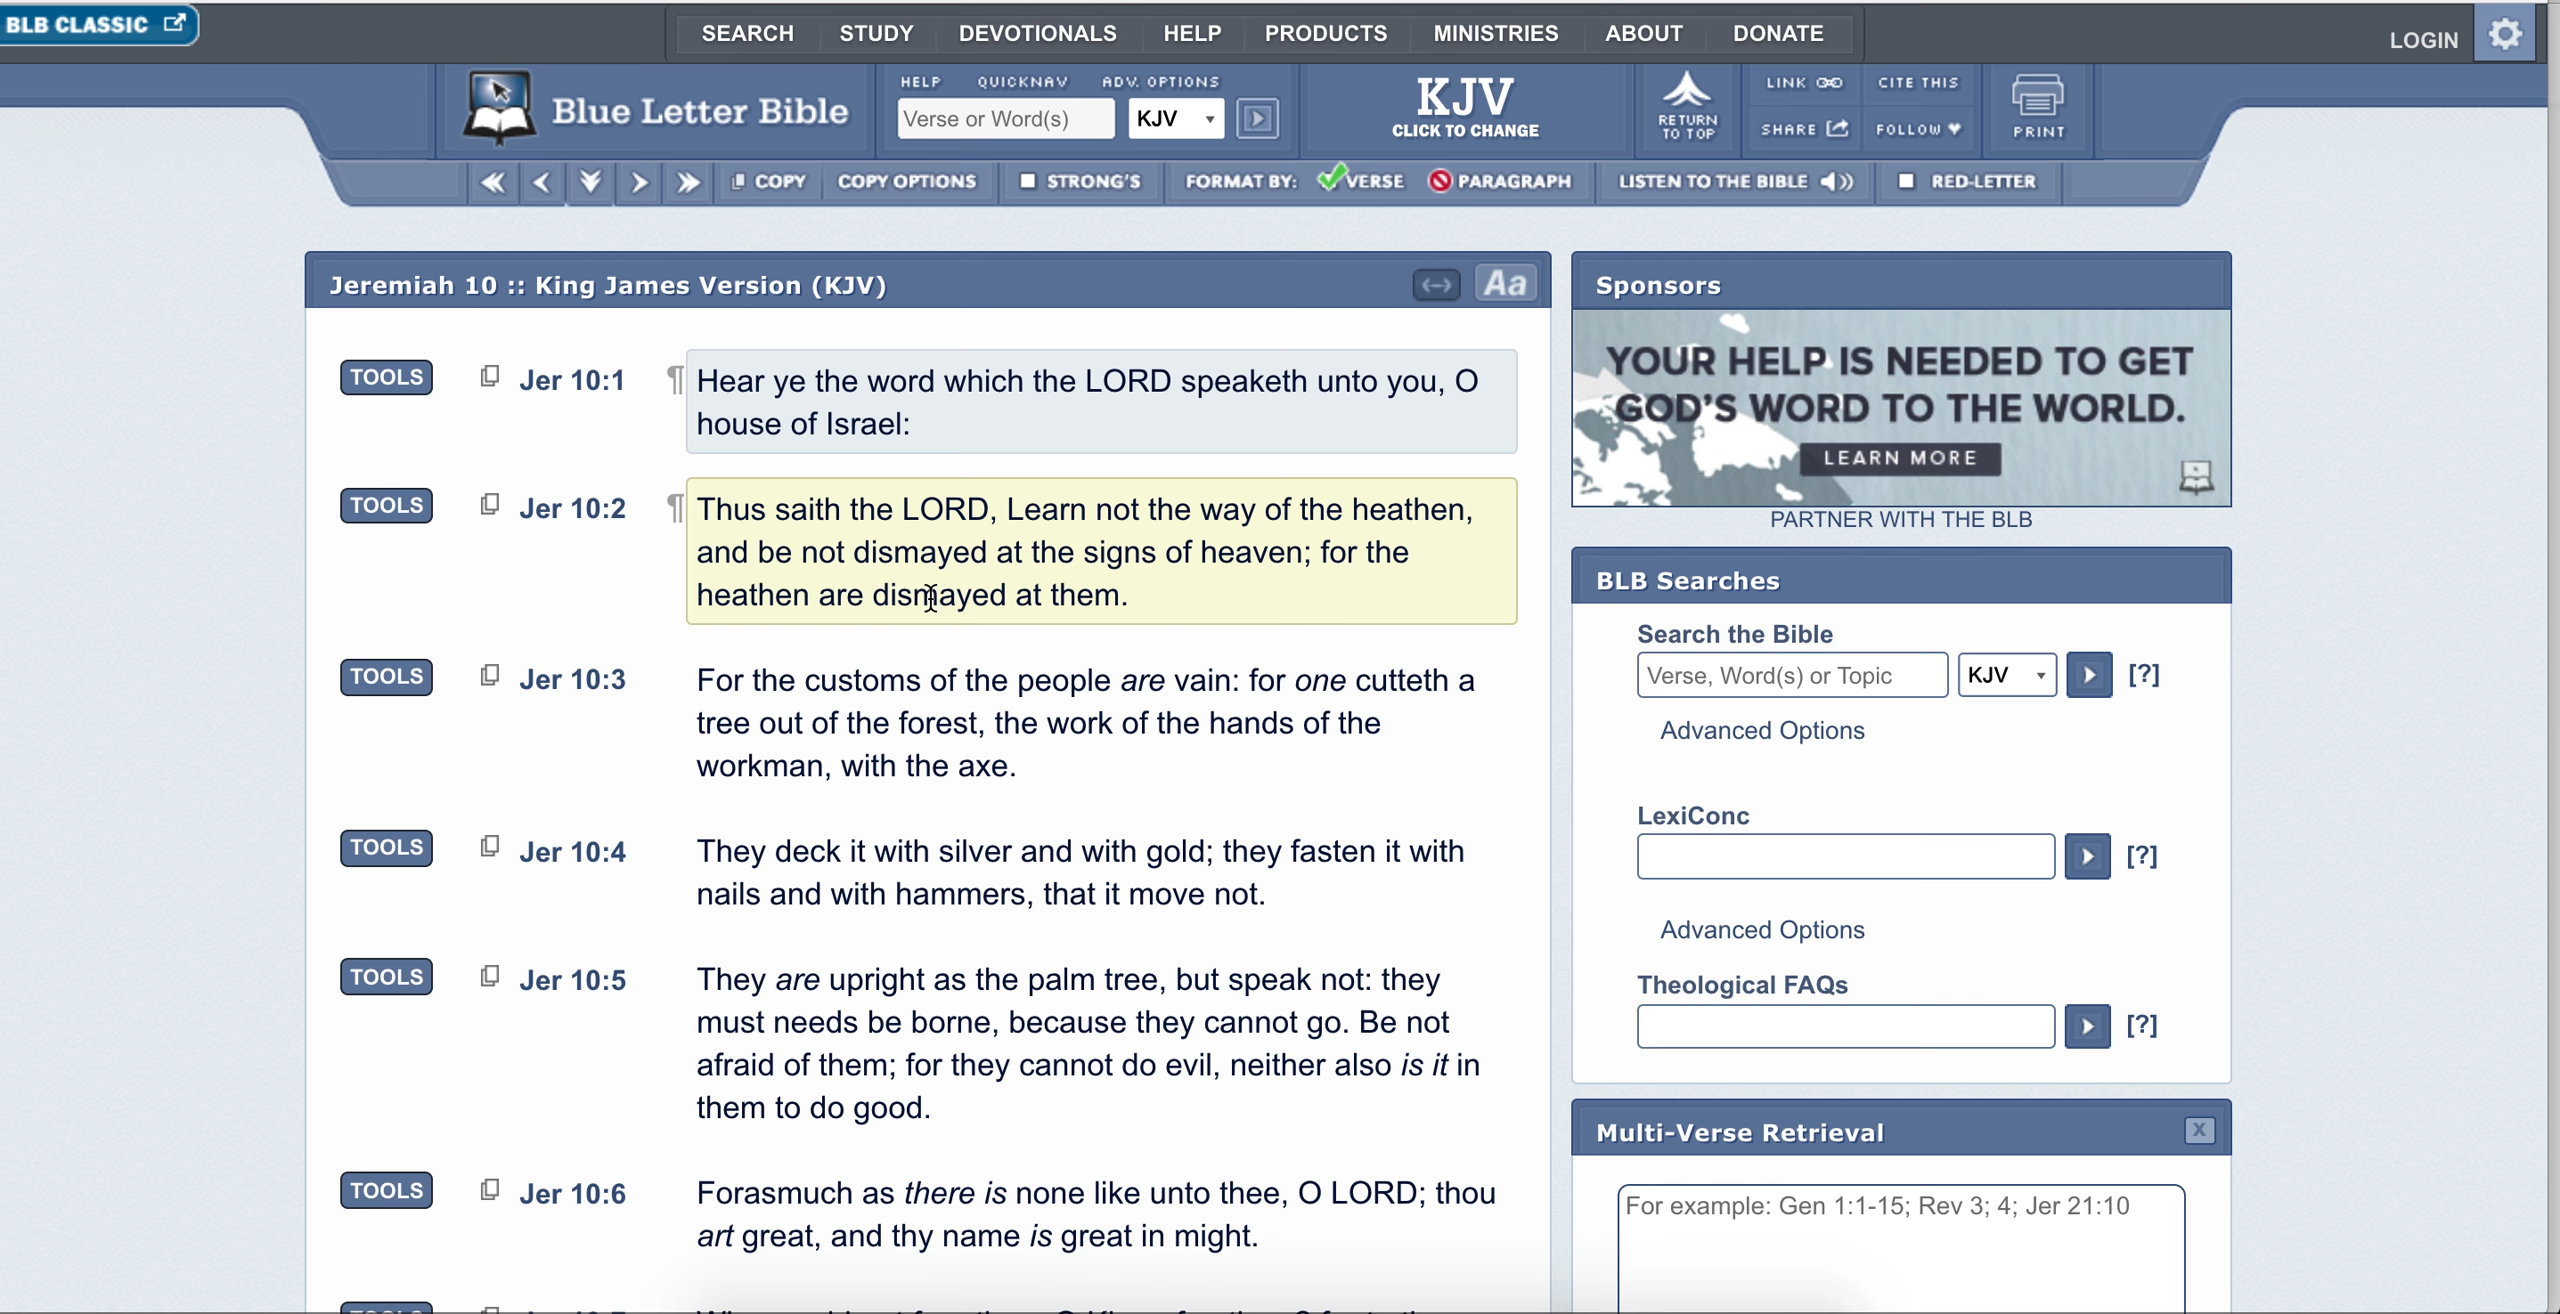 BLB CLASSIC
SEARCH STUDY DEVOTIONALS HELP PRODUCTS MINISTRIES ABOUT DONATE
LOGIN
Blue Letter Bible
HELP QUICKNAV ADV. OPTIONS
Verse or Word(s) KJV
KJV
CLICK TO CHANGE
RETURN
TO TOP
LINK CITE THIS
SHARE FOLLOW
PRINT
COPY COPY OPTIONS STRONG'S FORMAT BY: VERSE PARAGRAPH LISTEN TO THE BIBLE RED-LETTER
Jeremiah 10 :: King James Version (KJV)
Aa
TOOLS Jer 10:1 ¶ Hear ye the word which the LORD speaketh unto you, O
house of Israel:
TOOLS Jer 10:2 ¶ Thus saith the LORD, Learn not the way of the heathen,
and be not dismayed at the signs of heaven; for the
heathen are dismayed at them.
TOOLS Jer 10:3 For the customs of the people are vain: for one cutteth a
tree out of the forest, the work of the hands of the
workman, with the axe.
TOOLS Jer 10:4 They deck it with silver and with gold; they fasten it with
nails and with hammers, that it move not.
TOOLS Jer 10:5 They are upright as the palm tree, but speak not: they
must needs be borne, because they cannot go. Be not
afraid of them; for they cannot do evil, neither also is it in
them to do good.
TOOLS Jer 10:6 Forasmuch as there is none like unto thee, O LORD; thou
art great, and thy name is great in might.
Sponsors
YOUR HELP IS NEEDED TO GET
GOD'S WORD TO THE WORLD.
LEARN MORE
PARTNER WITH THE BLB
BLB Searches
Search the Bible
Verse, Word(s) or Topic KJV [?]
Advanced Options
LexiConc
[?]
Advanced Options
Theological FAQs
[?]
Multi-Verse Retrieval
X
For example: Gen 1:1-15; Rev 3; 4; Jer 21:10